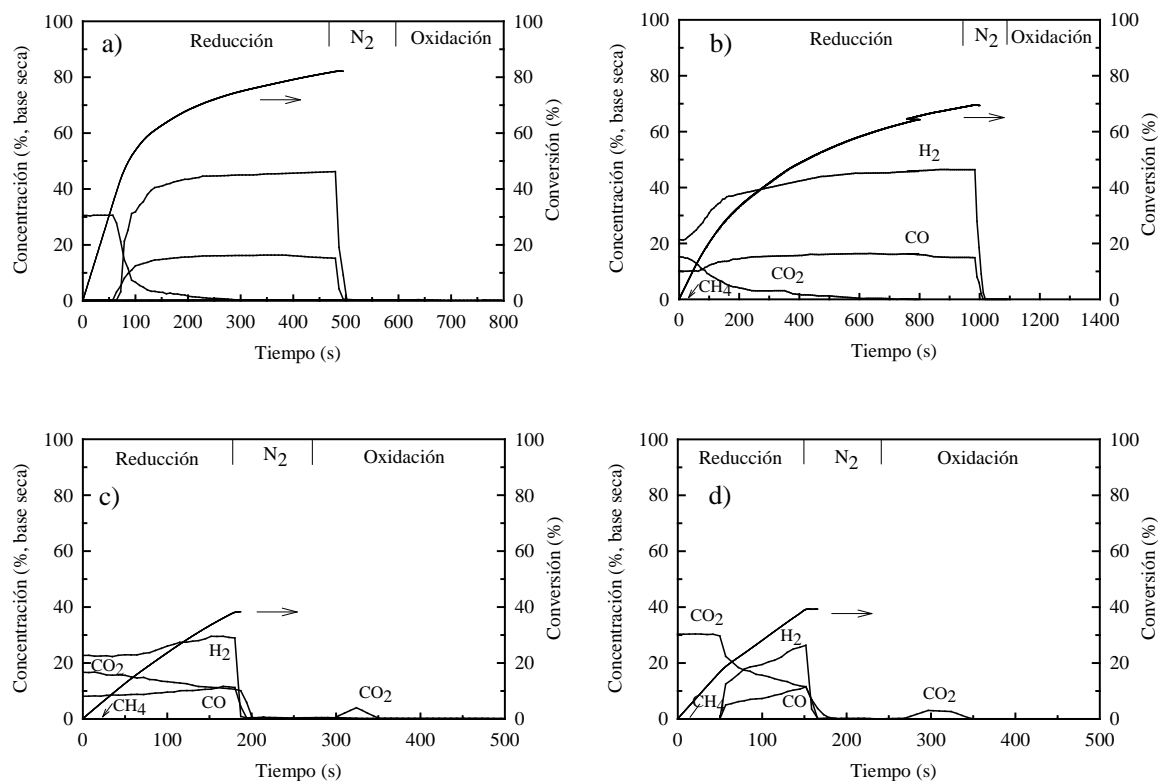 a)
Reducción N2 Oxidación
Concentración (%, base seca)
100
80
60
40
20
0
100
80
60
40
20
0
Conversión (%)
0 100 200 300 400 500 600 700 800
Tiempo (s)
b)
Reducción N2 Oxidación
Concentración (%, base seca)
100
80
60
40
20
0
H2
CO
CO2
CH4
100
80
60
40
20
0
Conversión (%)
0 200 400 600 800 1000 1200 1400
Tiempo (s)
c)
Reducción N2 Oxidación
Concentración (%, base seca)
100
80
60
40
20
0
CO2
H2
CH4
CO
CO2
100
80
60
40
20
0
Conversión (%)
0 100 200 300 400 500
Tiempo (s)
d)
Reducción N2 Oxidación
Concentración (%, base seca)
100
80
60
40
20
0
CO2
H2
CH4
CO
CO2
100
80
60
40
20
0
Conversión (%)
0 100 200 300 400 500
Tiempo (s)